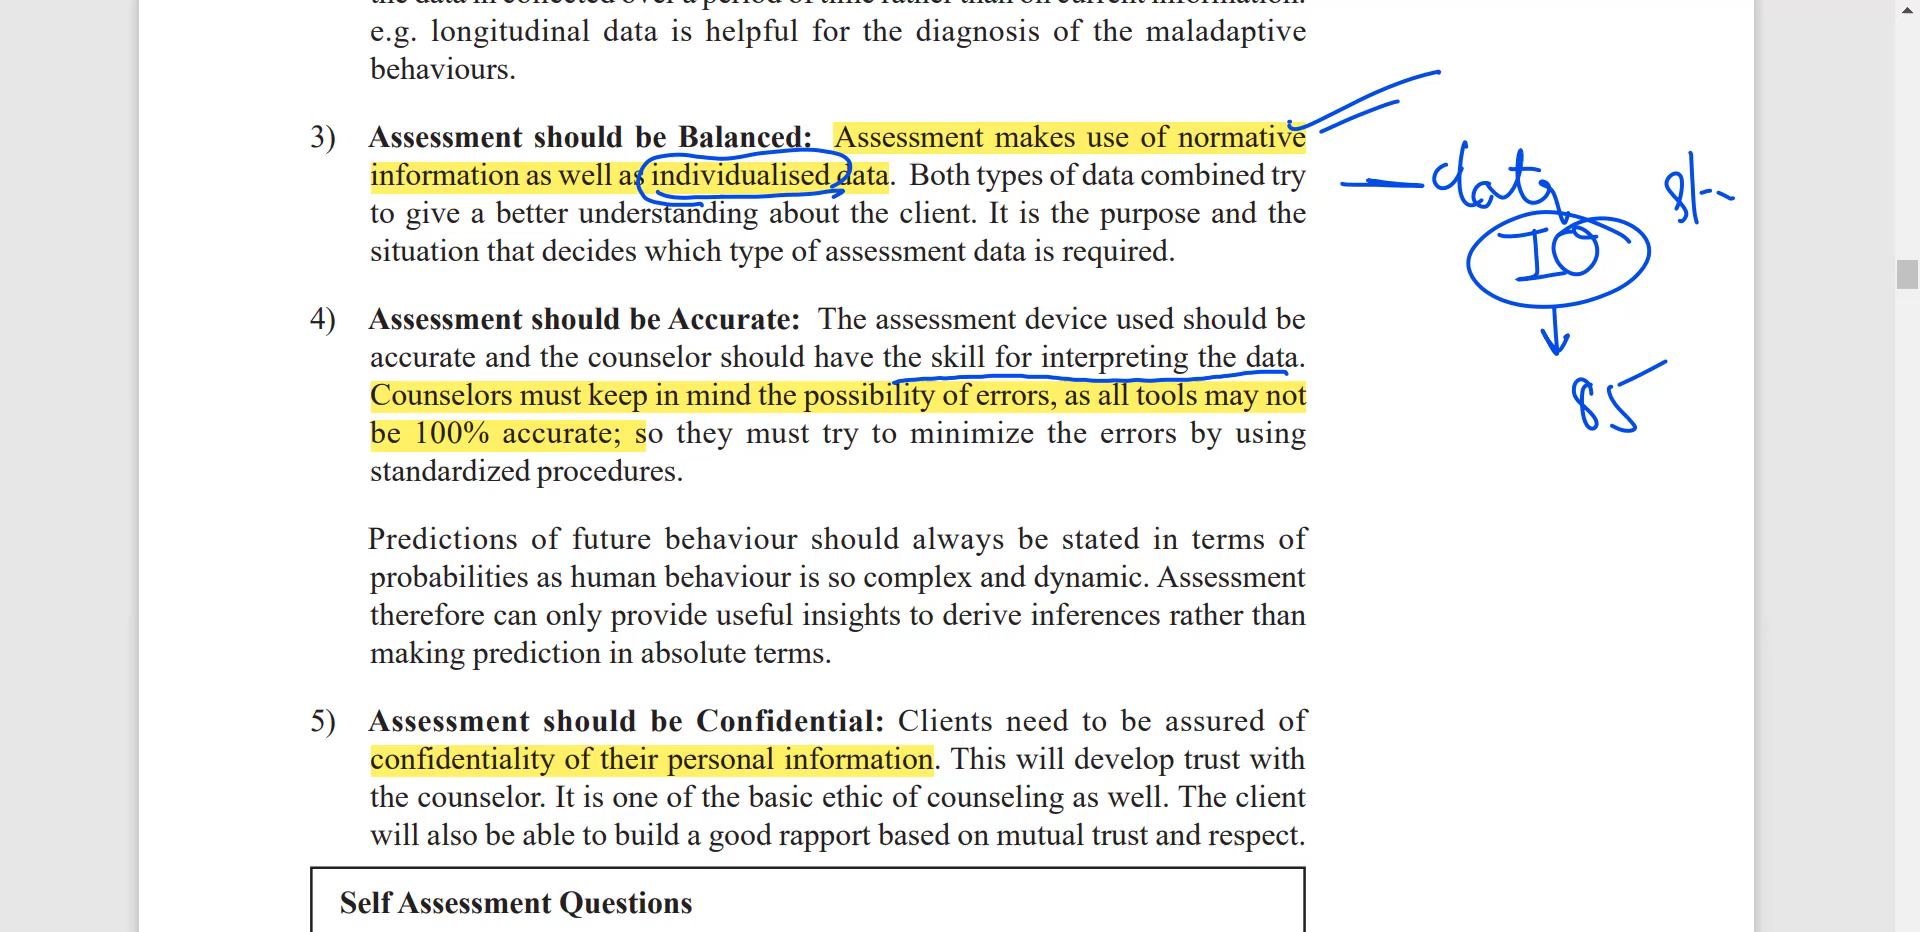 e.g. longitudinal data is helpful for the diagnosis of the maladaptive
behaviours.
3) Assessment should be Balanced: Assessment makes use of normative
information as well as individualised data. Both types of data combined try
to give a better understanding about the client. It is the purpose and the
situation that decides which type of assessment data is required.
data
IQ
85
4) Assessment should be Accurate: The assessment device used should be
accurate and the counselor should have the skill for interpreting the data.
Counselors must keep in mind the possibility of errors, as all tools may not
be 100% accurate; so they must try to minimize the errors by using
standardized procedures.
Predictions of future behaviour should always be stated in terms of
probabilities as human behaviour is so complex and dynamic. Assessment
therefore can only provide useful insights to derive inferences rather than
making prediction in absolute terms.
5) Assessment should be Confidential: Clients need to be assured of
confidentiality of their personal information. This will develop trust with
the counselor. It is one of the basic ethic of counseling as well. The client
will also be able to build a good rapport based on mutual trust and respect.
Self Assessment Questions